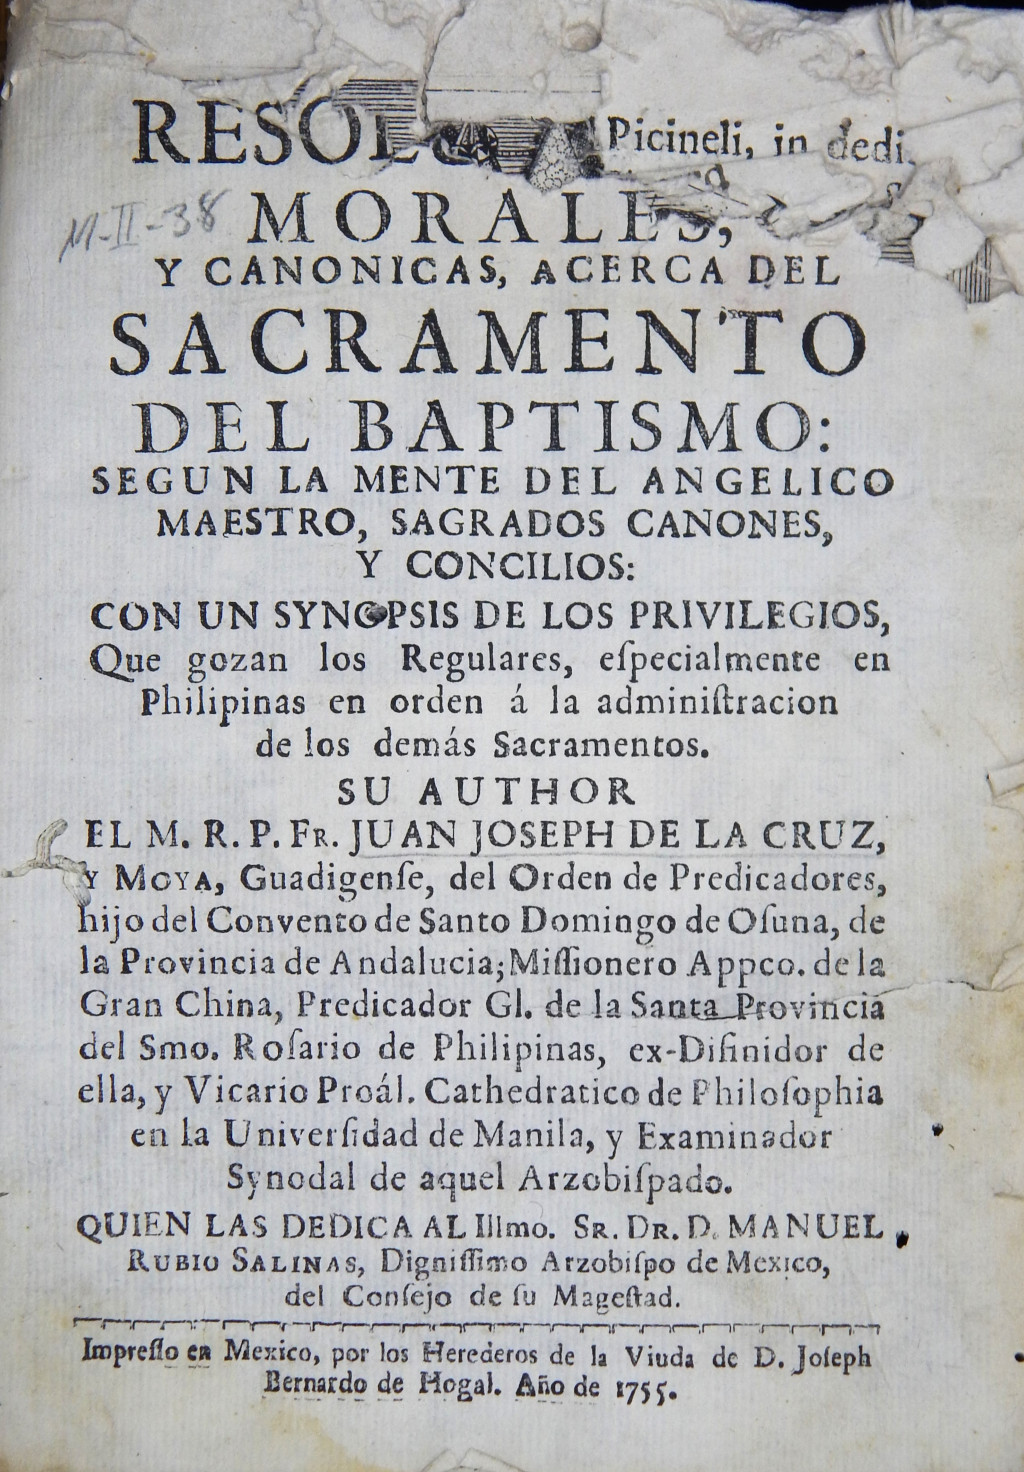 RESOL
Picineli, in dedi.
MORALES,
M-II-38
Y CANONICAS, ACERCA DEL
SACRAMENTO
DEL BAPTISMO:
SEGUN LA MENTE DEL ANGELICO
MAESTRO, SAGRADOS CANONES,
Y CONCILIOS:
CON UN SYNOPSIS DE LOS PRIVILEGIOS,
Que gozan los Regulares, eſpecialmente en
Philipinas en orden á la adminiſtracion
de los demás Sacramentos.
SU AUTHOR
EL M. R. P. Fr. JUAN JOSEPH DE LA CRUZ,
Y MOYA, Guadigenſe, del Orden de Predicadores,
hijo del Convento de Santo Domingo de Oſuna, de
la Provincia de Andalucia; Miſſionero Appco. de la
Gran China, Predicador Gl. de la Santa Provincia
del Smo. Roſario de Philipinas, ex-Difinidor de
ella, y Vicario Proál. Cathedratico de Philoſophia
en la Univerſidad de Manila, y Examinador
Synodal de aquel Arzobiſpado.
QUIEN LAS DEDICA AL Illmo. SR. DR. D. MANUEL
RUBIO SALINAS, Digniſſimo Arzobiſpo de Mexico,
del Conſejo de ſu Mageſtad.
Impreſſo en Mexico, por los Herederos de la Viuda de D. Joſeph
Bernardo de Hogal. Año de 1755.